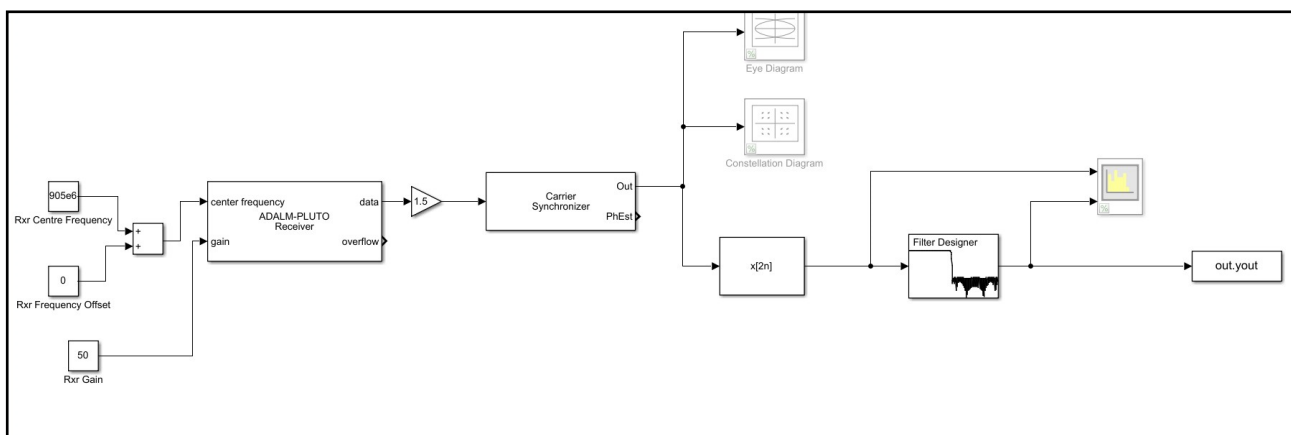 Eye Diagram
Constellation Diagram
905e6
Rxr Centre Frequency
+
+
0
Rxr Frequency Offset
50
Rxr Gain
center frequency
data
ADALM-PLUTO
Receiver
gain
overflow
1.5
Carrier
Synchronizer
Out
PhEst
x[2n]
Filter Designer
out.yout